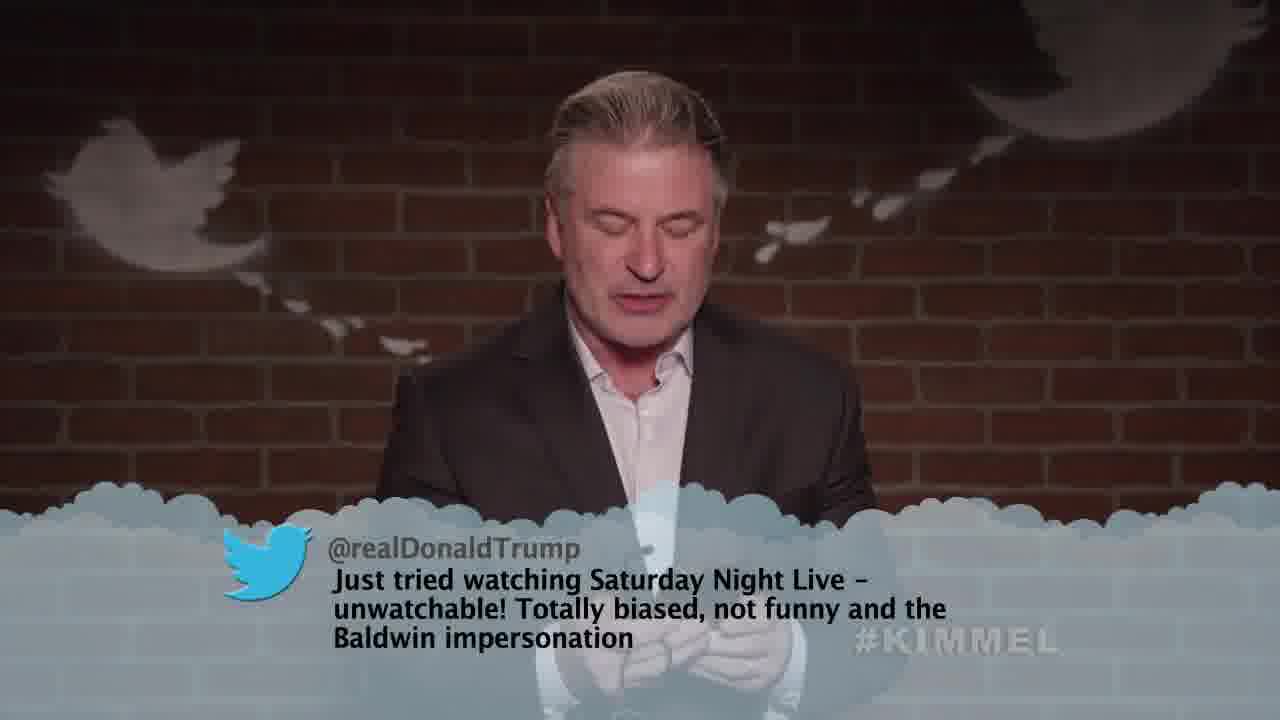 @realDonaldTrump
Just tried watching Saturday Night Live –
unwatchable! Totally biased, not funny and the
Baldwin impersonation
#KIMMEL